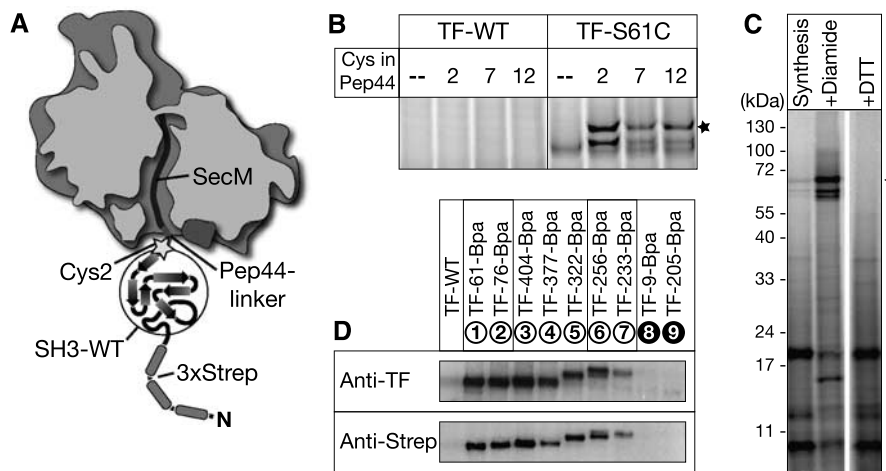 A
SecM
Cys2
Pep44-
linker
SH3-WT
3xStrep
N
B
TF-WT TF-S61C
Cys in
Pep44
-- 2 7 12 -- 2 7 12
C
Synthesis
+Diamide
+DTT
(kDa)
130
100
72
55
40
33
24
17
11
D
TF-WT
TF-61-Bpa
TF-76-Bpa
TF-404-Bpa
TF-377-Bpa
TF-322-Bpa
TF-256-Bpa
TF-233-Bpa
TF-9-Bpa
TF-205-Bpa
1 2 3 4 5 6 7 8 9
Anti-TF
Anti-Strep